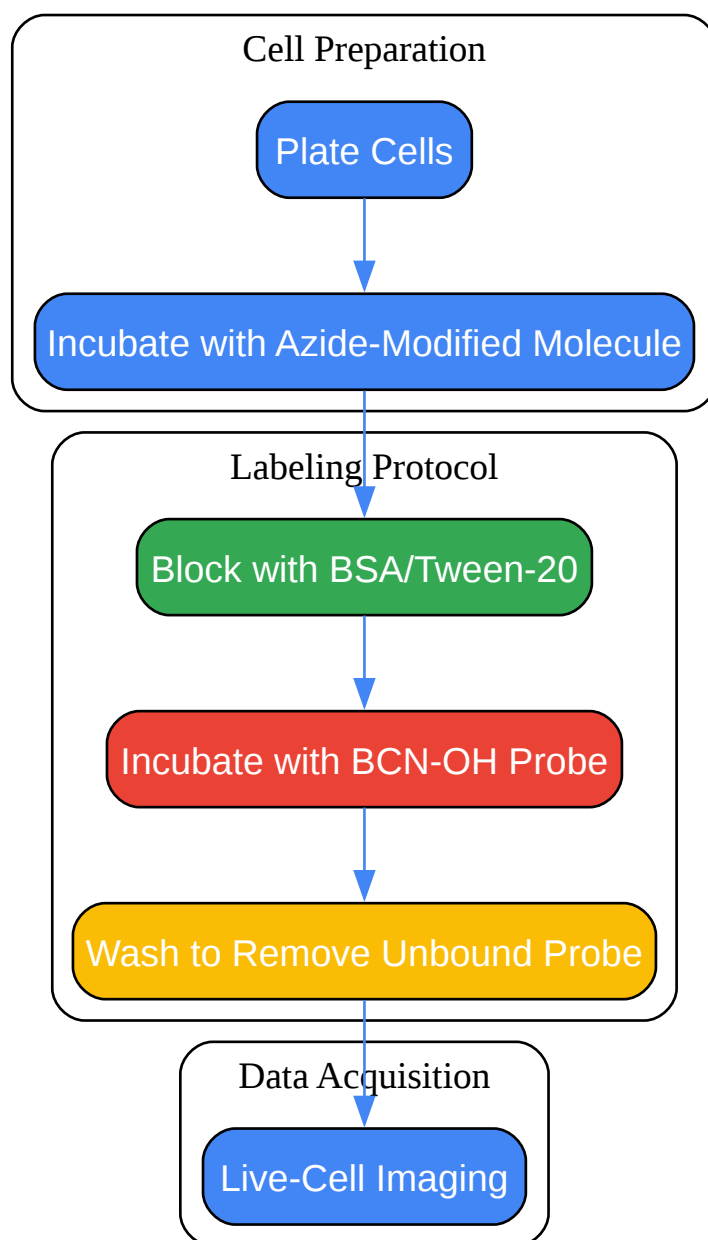 Cell Preparation
Plate Cells
Incubate with Azide-Modified Molecule
Labeling Protocol
Block with BSA/Tween-20
Incubate with BCN-OH Probe
Wash to Remove Unbound Probe
Data Acquisition
Live-Cell Imaging